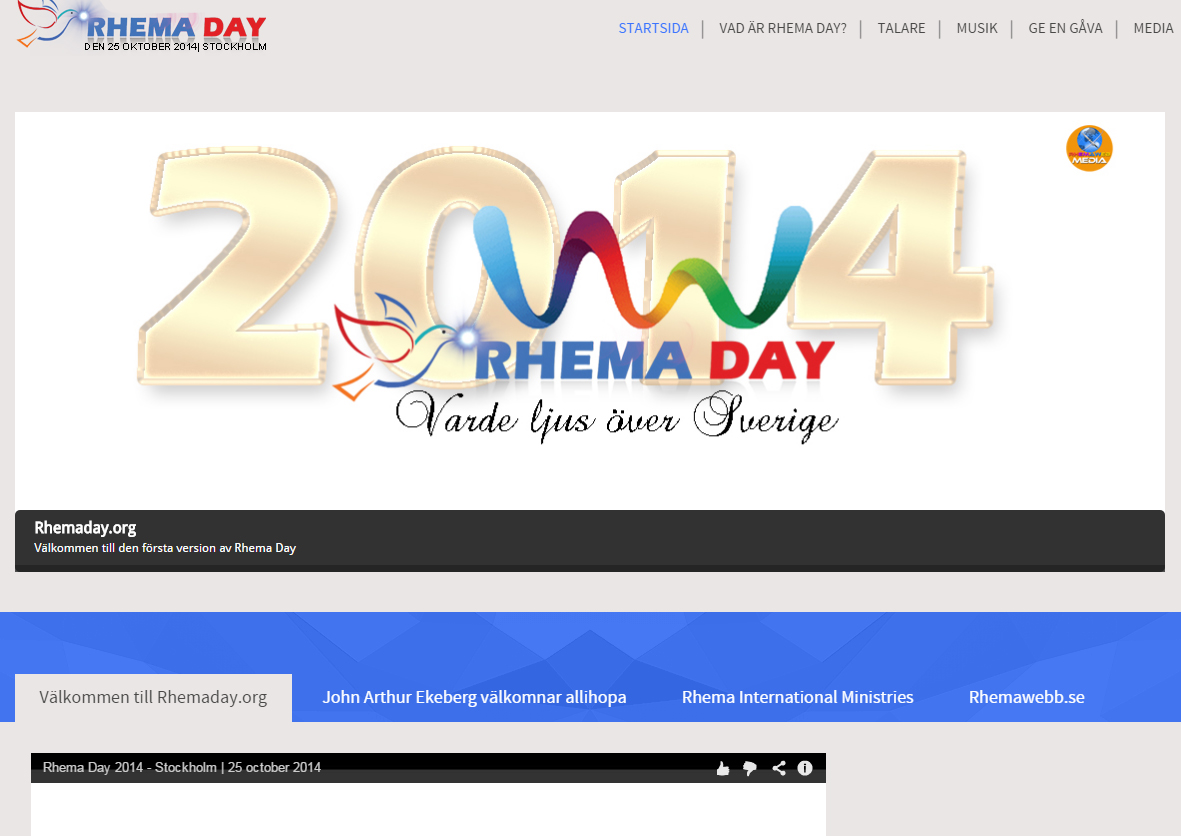 RHEMA DAY
DEN 25 OKTOBER 2014| STOCKHOLM
STARTSIDA | VAD ÄR RHEMA DAY? | TALARE | MUSIK | GE EN GÅVA | MEDIA
2014
RHEMAWEBB
MEDIA
RHEMA DAY
Varde ljus över Sverige
Rhemaday.org
Välkommen till den första version av Rhema Day
Välkommen till Rhemaday.org John Arthur Ekeberg välkomnar allihopa Rhema International Ministries Rhemawebb.se
Rhema Day 2014 - Stockholm | 25 october 2014